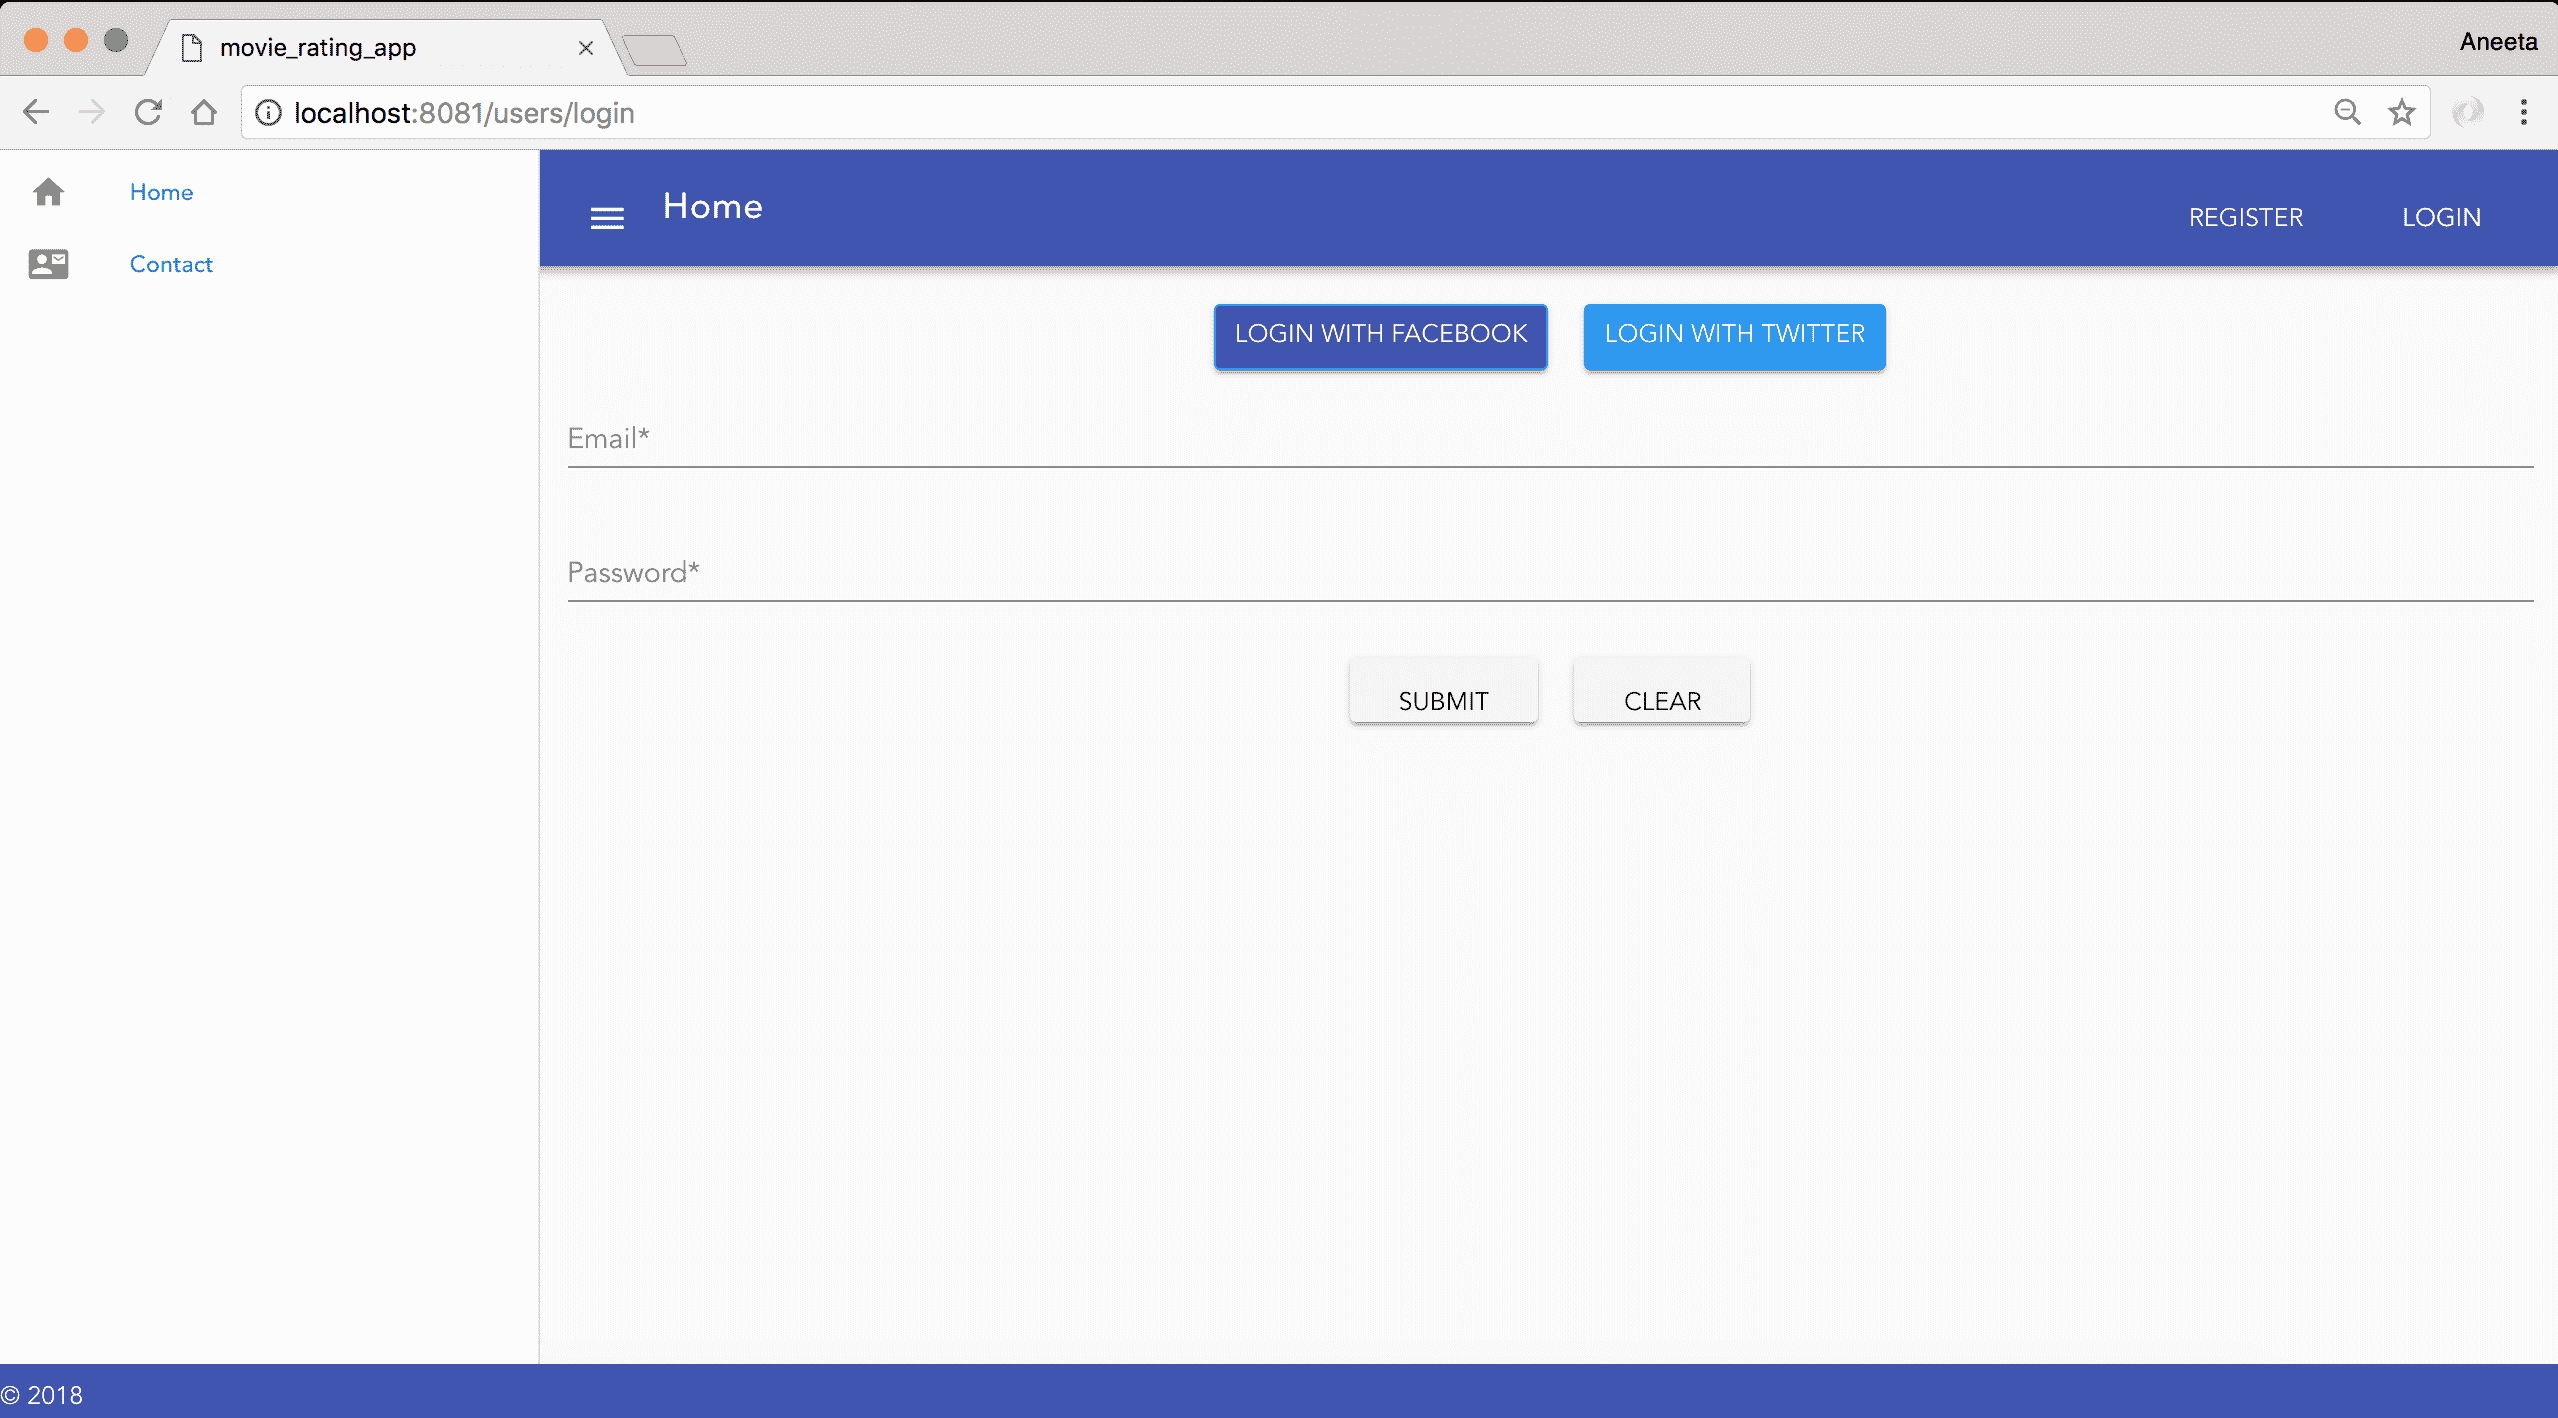 movie_rating_app
Aneeta
localhost:8081/users/login
Home
Contact
Home
REGISTER
LOGIN
LOGIN WITH FACEBOOK
LOGIN WITH TWITTER
Email*
Password*
SUBMIT
CLEAR
© 2018